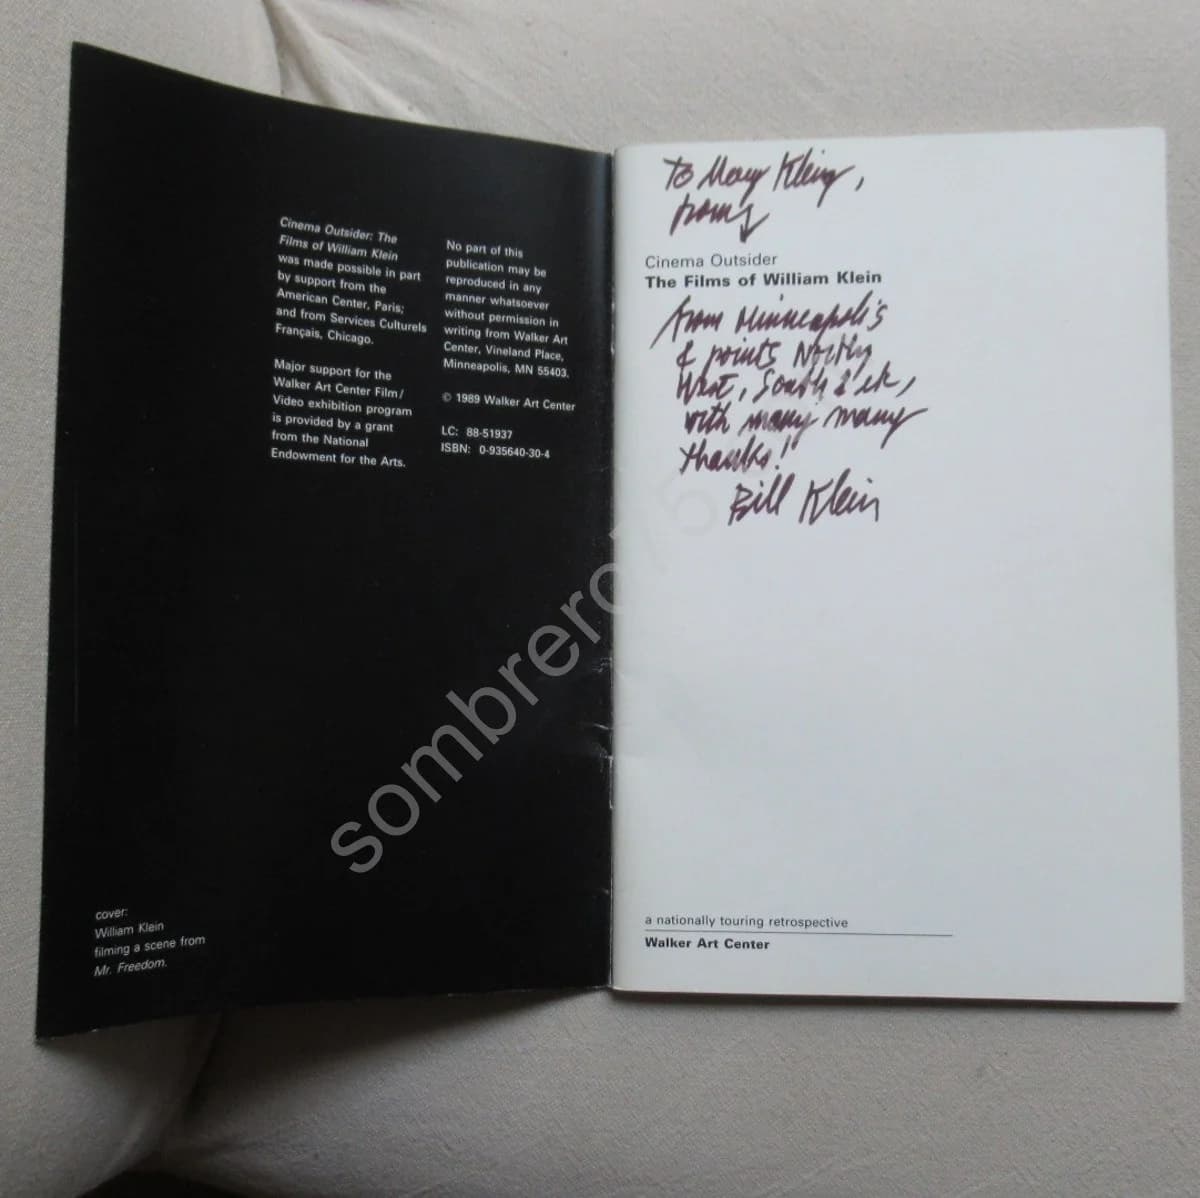 Cinema Outsider: The
Films of William Klein
was made possible in part
by support from the
American Center, Paris;
and from Services Culturels
Français, Chicago.
Major support for the
Walker Art Center Film/
Video exhibition program
is provided by a grant
from the National
Endowment for the Arts.
No part of this
publication may be
reproduced in any
manner whatsoever
without permission in
writing from Walker Art
Center, Vineland Place,
Minneapolis, MN 55403.
© 1989 Walker Art Center
LC: 88-51937
ISBN: 0-935640-30-4
cover:
William Klein
filming a scene from
Mr. Freedom.
To Mary Klein,
Cinema Outsider
The Films of William Klein
from Minneapolis
& points North,
West, South & etc,
with many many
thanks!
Bill Klein
a nationally touring retrospective
Walker Art Center
sombrero75